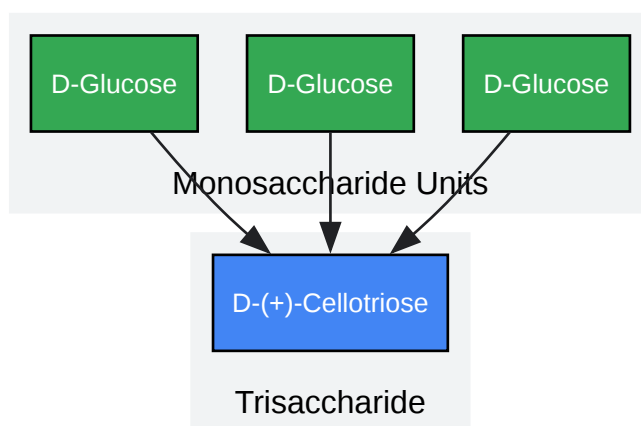 D-Glucose D-Glucose D-Glucose
Monosaccharide Units
D-(+)-Cellotriose
Trisaccharide